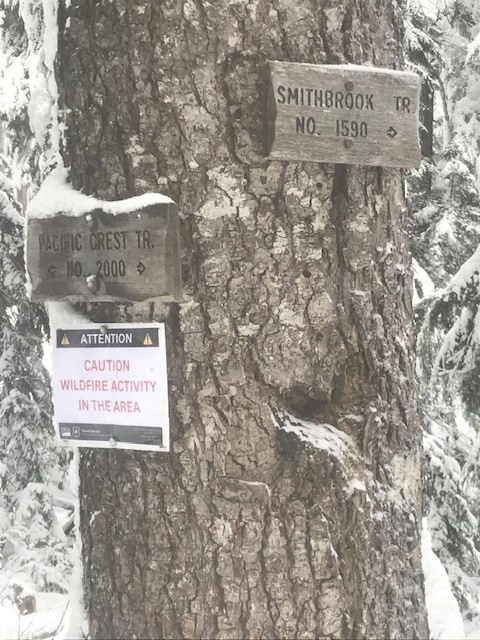 SMITHBROOK TR
NO. 1590 →
PACIFIC CREST TR.
← NO. 2000 →
ATTENTION
CAUTION
WILDFIRE ACTIVITY
IN THE AREA